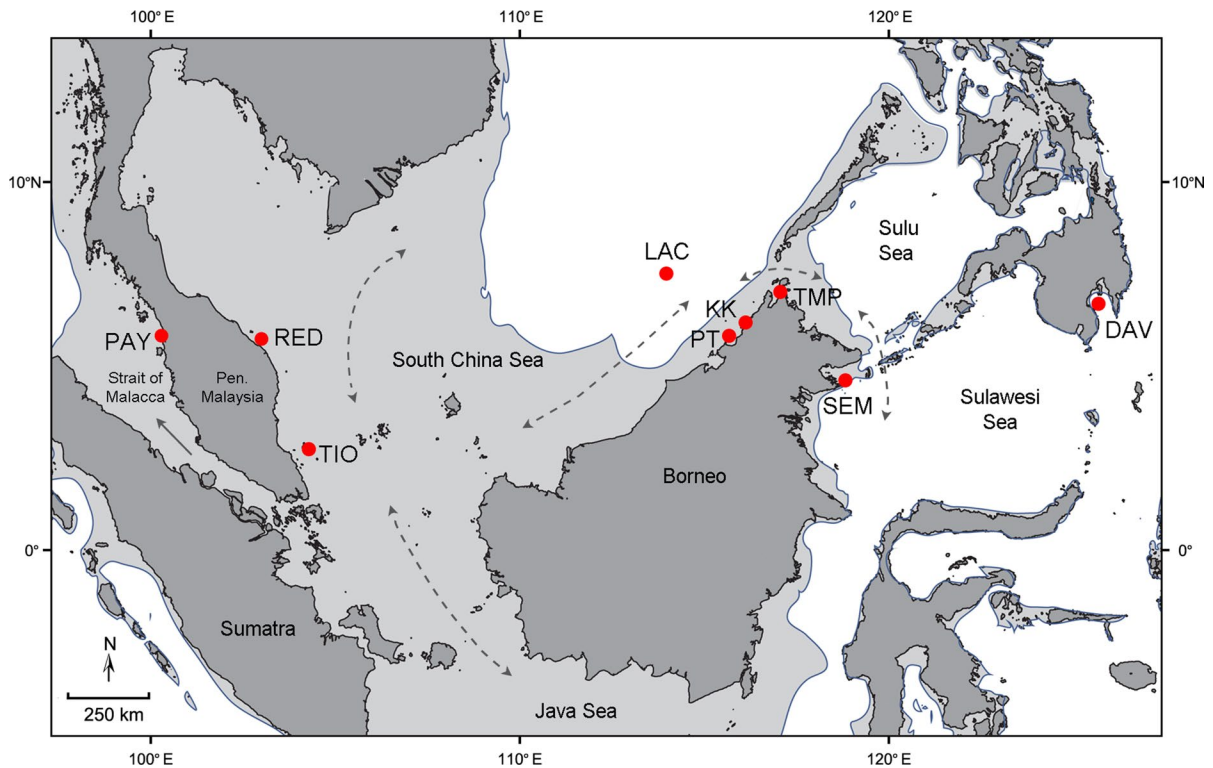 100° E
110° E
120° E
10°N
10°N
Sulu
Sea
LAC
TMP
KK
DAV
PT
PAY
RED
South China Sea
Strait of
Malacca
Pen.
Malaysia
SEM
Sulawesi
Sea
TIO
Borneo
0°
0°
Sumatra
N
250 km
Java Sea
100° E
110° E
120° E